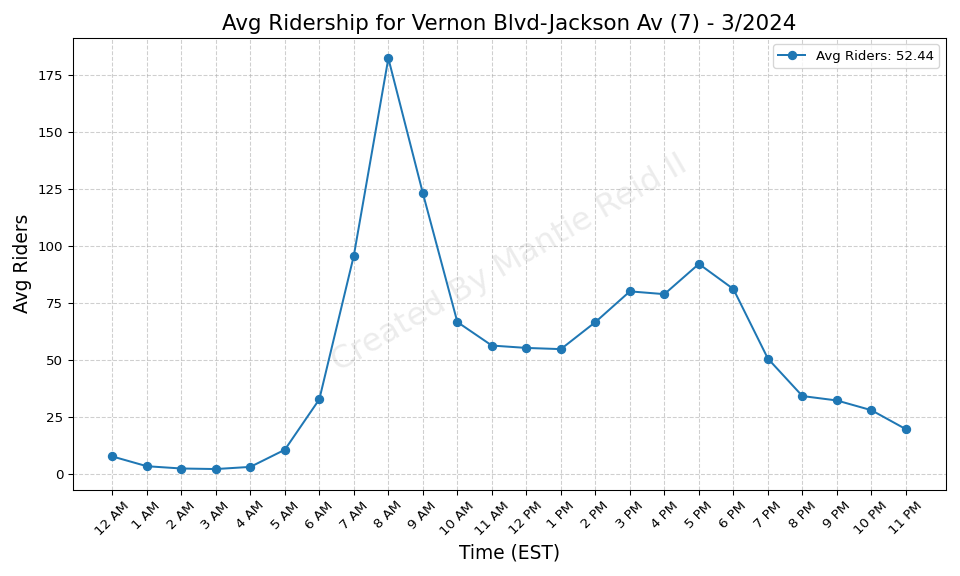 Avg Ridership for Vernon Blvd-Jackson Av (7) - 3/2024
Avg Riders: 52.44
175
150
125
100
75
50
25
0
Avg Riders
Created By Mantie Reid II
12 AM
1 AM
2 AM
3 AM
4 AM
5 AM
6 AM
7 AM
8 AM
9 AM
10 AM
11 AM
12 PM
1 PM
2 PM
3 PM
4 PM
5 PM
6 PM
7 PM
8 PM
9 PM
10 PM
11 PM
Time (EST)